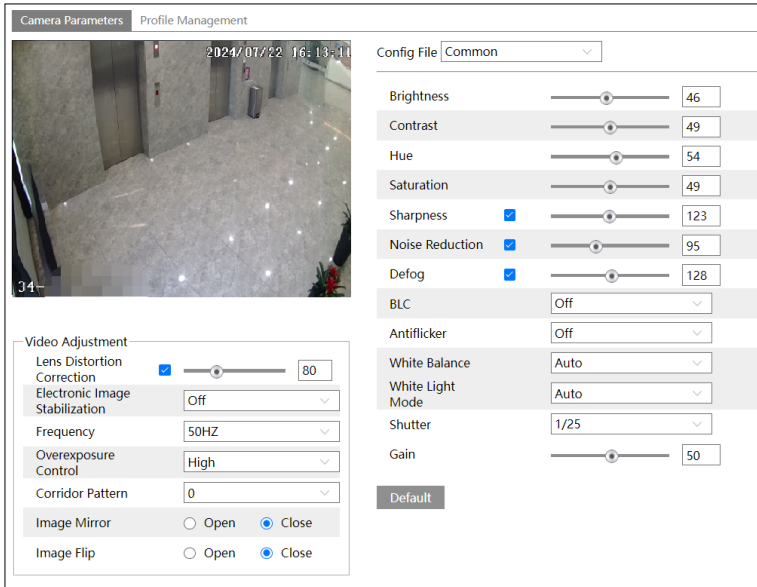 Camera Parameters Profile Management
2024/07/22 16:13:11
34-
Config File Common
Brightness 46
Contrast 49
Hue 54
Saturation 49
Sharpness 123
Noise Reduction 95
Defog 128
BLC Off
Antiflicker Off
White Balance Auto
White Light
Mode Auto
Shutter 1/25
Gain 50
Default
Video Adjustment
Lens Distortion
Correction 80
Electronic Image
Stabilization Off
Frequency 50HZ
Overexposure
Control High
Corridor Pattern 0
Image Mirror Open Close
Image Flip Open Close